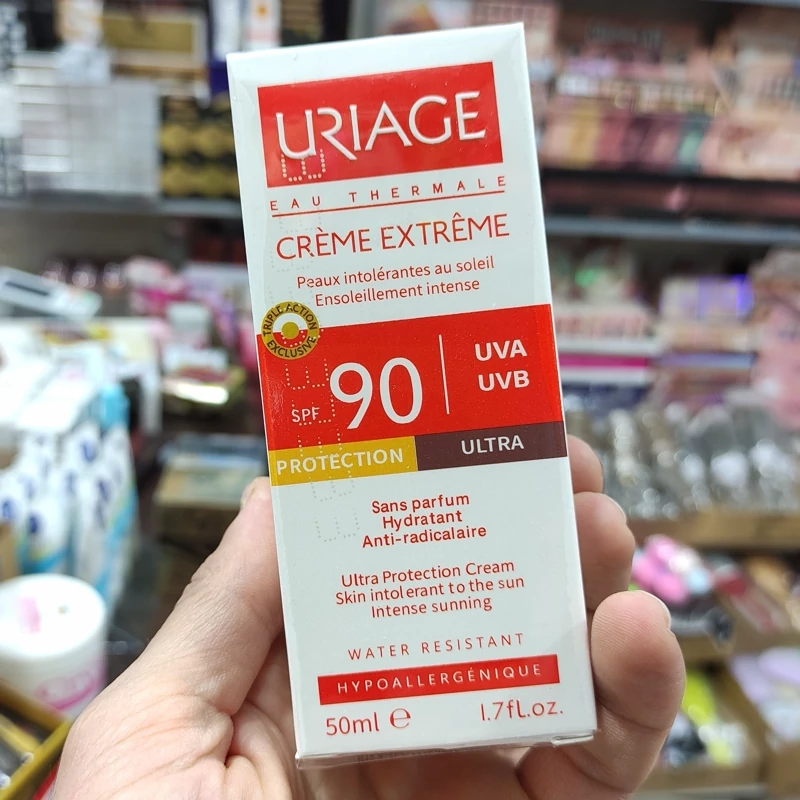 URIAGE
EAU THERMALE
CRÈME EXTRÊME
Peaux intolérantes au soleil
Ensoleillement intense
TRIPLE ACTION
EXCLUSIVE
SPF 90
UVA
UVB
PROTECTION ULTRA
Sans parfum
Hydratant
Anti-radicalaire
Ultra Protection Cream
Skin intolerant to the sun
Intense sunning
WATER RESISTANT
HYPOALLERGÉNIQUE
50ml e 1.7fl.oz.